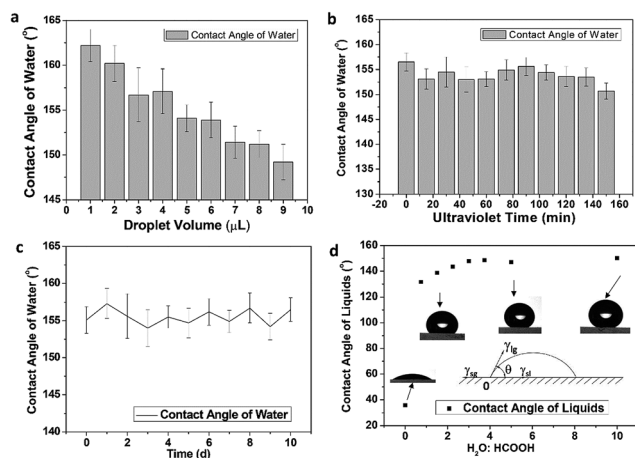 a
Contact Angle of Water (°)
165
160
155
150
145
Contact Angle of Water
0 1 2 3 4 5 6 7 8 9 10
Droplet Volume (µL)
b
Contact Angle of Water (°)
165
160
155
150
145
140
135
130
Contact Angle of Water
-20 0 20 40 60 80 100 120 140 160
Ultraviolet Time (min)
c
Contact Angle of Water (°)
165
160
155
150
145
140
Contact Angle of Water
0 2 4 6 8 10
Time (d)
d
Contact Angle of Liquids (°)
160
140
120
100
80
60
40
20
γlg
γsg θ γsl
0
Contact Angle of Liquids
0 2 4 6 8 10
H₂O: HCOOH